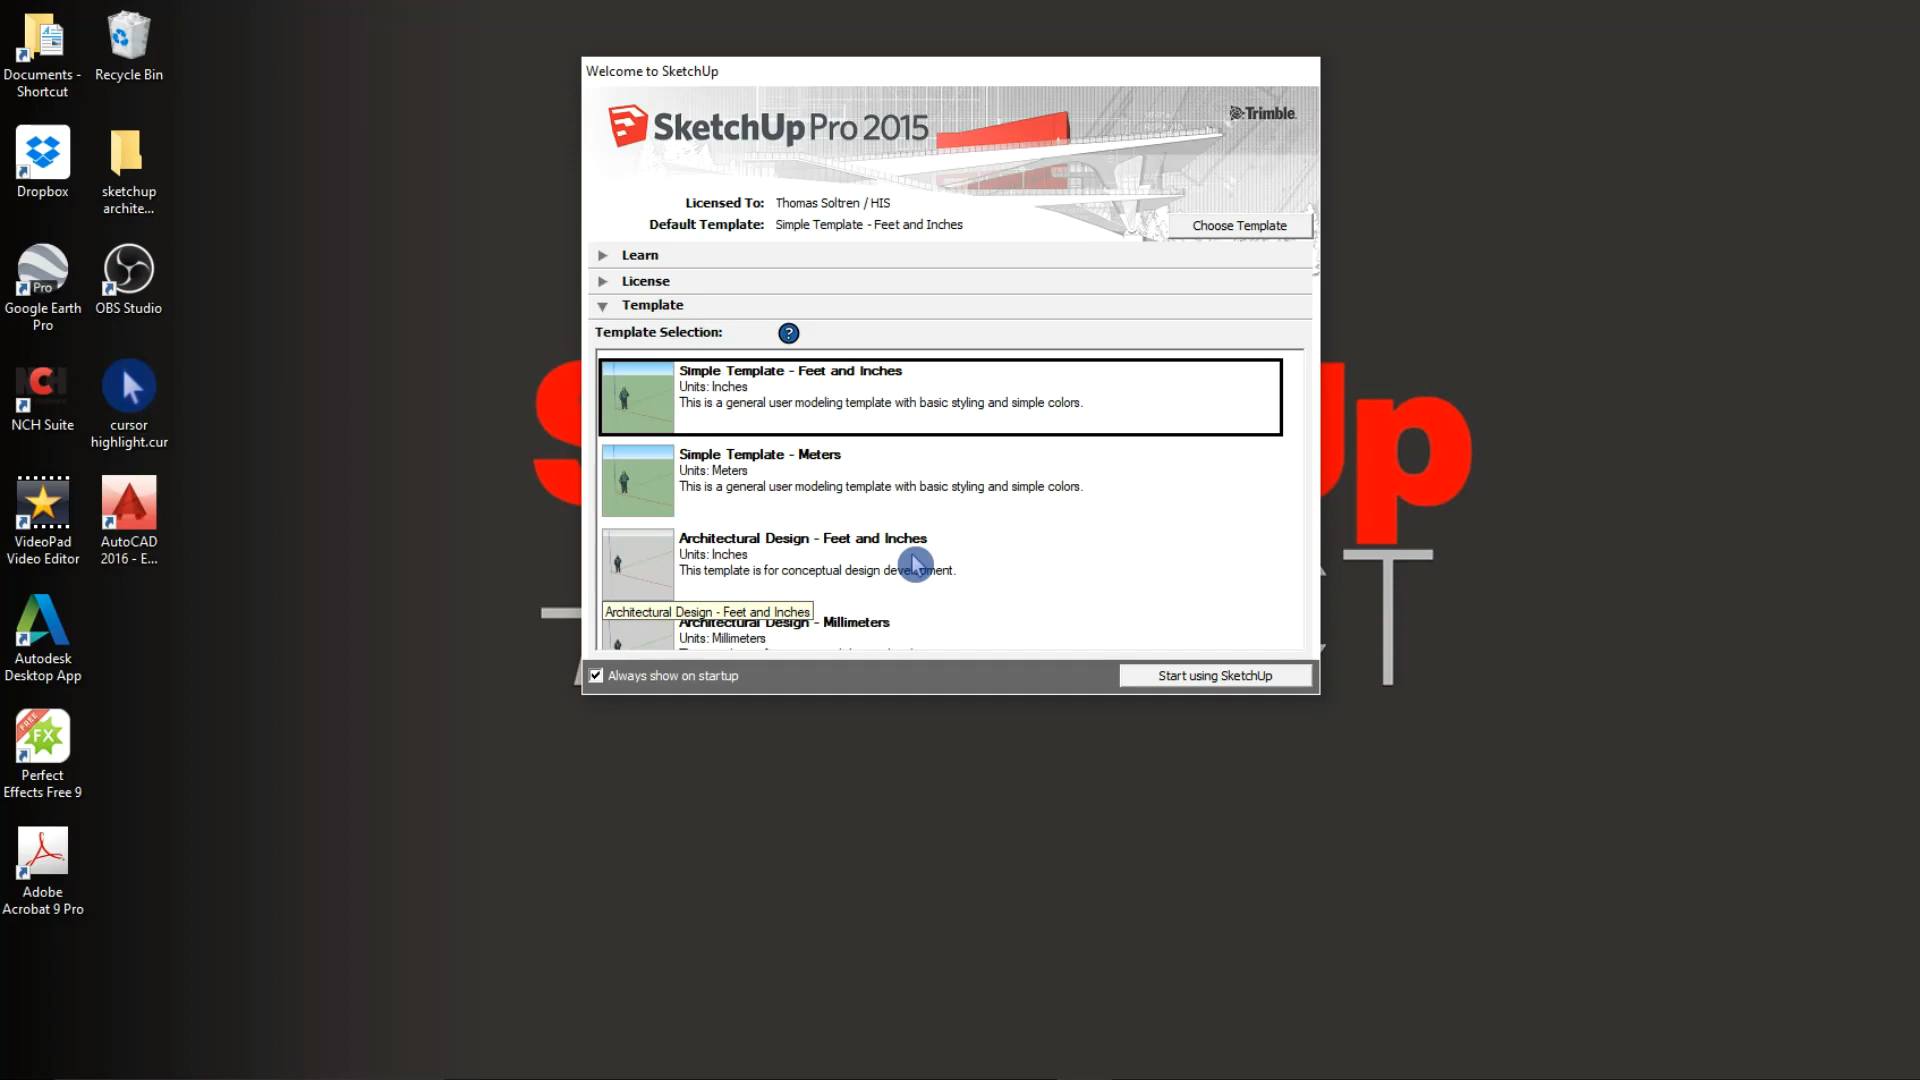 Documents -
Shortcut
Recycle Bin
Dropbox
sketchup
archite...
Pro
Google Earth
Pro
OBS Studio
NCH
NCH Suite
cursor
highlight.cur
VideoPad
Video Editor
AutoCAD
2016 - E...
Autodesk
Desktop App
FREE
FX
Perfect
Effects Free 9
Adobe
Acrobat 9 Pro
Welcome to SketchUp
SketchUp Pro 2015
Trimble.
Licensed To: Thomas Soltren / HIS
Default Template: Simple Template - Feet and Inches
Choose Template
Learn
License
Template
Template Selection: ?
Simple Template - Feet and Inches
Units: Inches
This is a general user modeling template with basic styling and simple colors.
Simple Template - Meters
Units: Meters
This is a general user modeling template with basic styling and simple colors.
Architectural Design - Feet and Inches
Units: Inches
This template is for conceptual design development.
Architectural Design - Feet and Inches
Architectural Design - Millimeters
Units: Millimeters
Always show on startup
Start using SketchUp